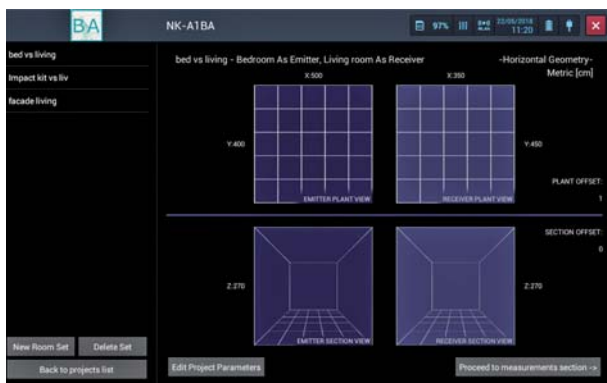 BA
NK-A1BA
97%
22/05/2018
11:20
bed vs living
Impact kit vs liv
facade living
New Room Set
Delete Set
Back to projects list
bed vs living - Bedroom As Emitter, Living room As Receiver
-Horizontal Geometry-
Metric [cm]
X:500
X:350
Y:400
Y:450
EMITTER PLANT VIEW
RECEIVER PLANT VIEW
PLANT OFFSET:
1
SECTION OFFSET:
0
Z:270
Z:270
EMITTER SECTION VIEW
RECEIVER SECTION VIEW
Edit Project Parameters
Proceed to measurements section ->